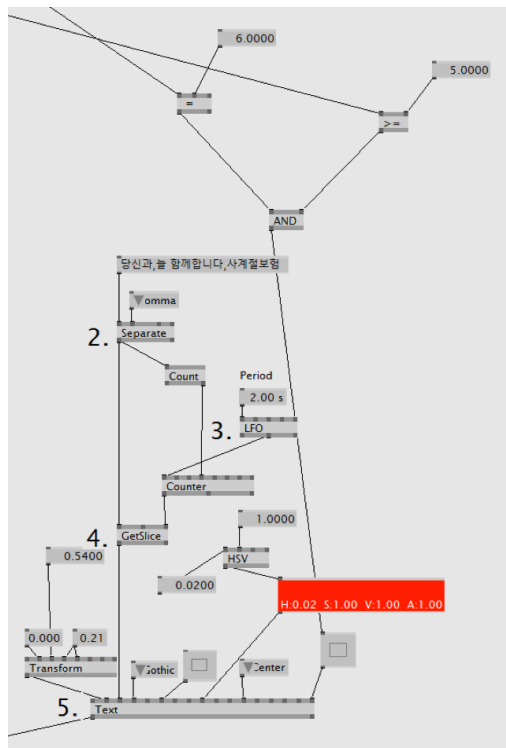 6.0000
5.0000
=
>=
AND
당신과,늘 함께합니다,사계절보험
omma
2. Separate
Count
Period
2.00 s
3. LFO
Counter
4. GetSlice
1.0000
0.5400
HSV
0.0200
H:0.02 S:1.00 V:1.00 A:1.00
0.000
0.21
Transform
Gothic
Center
5. Text